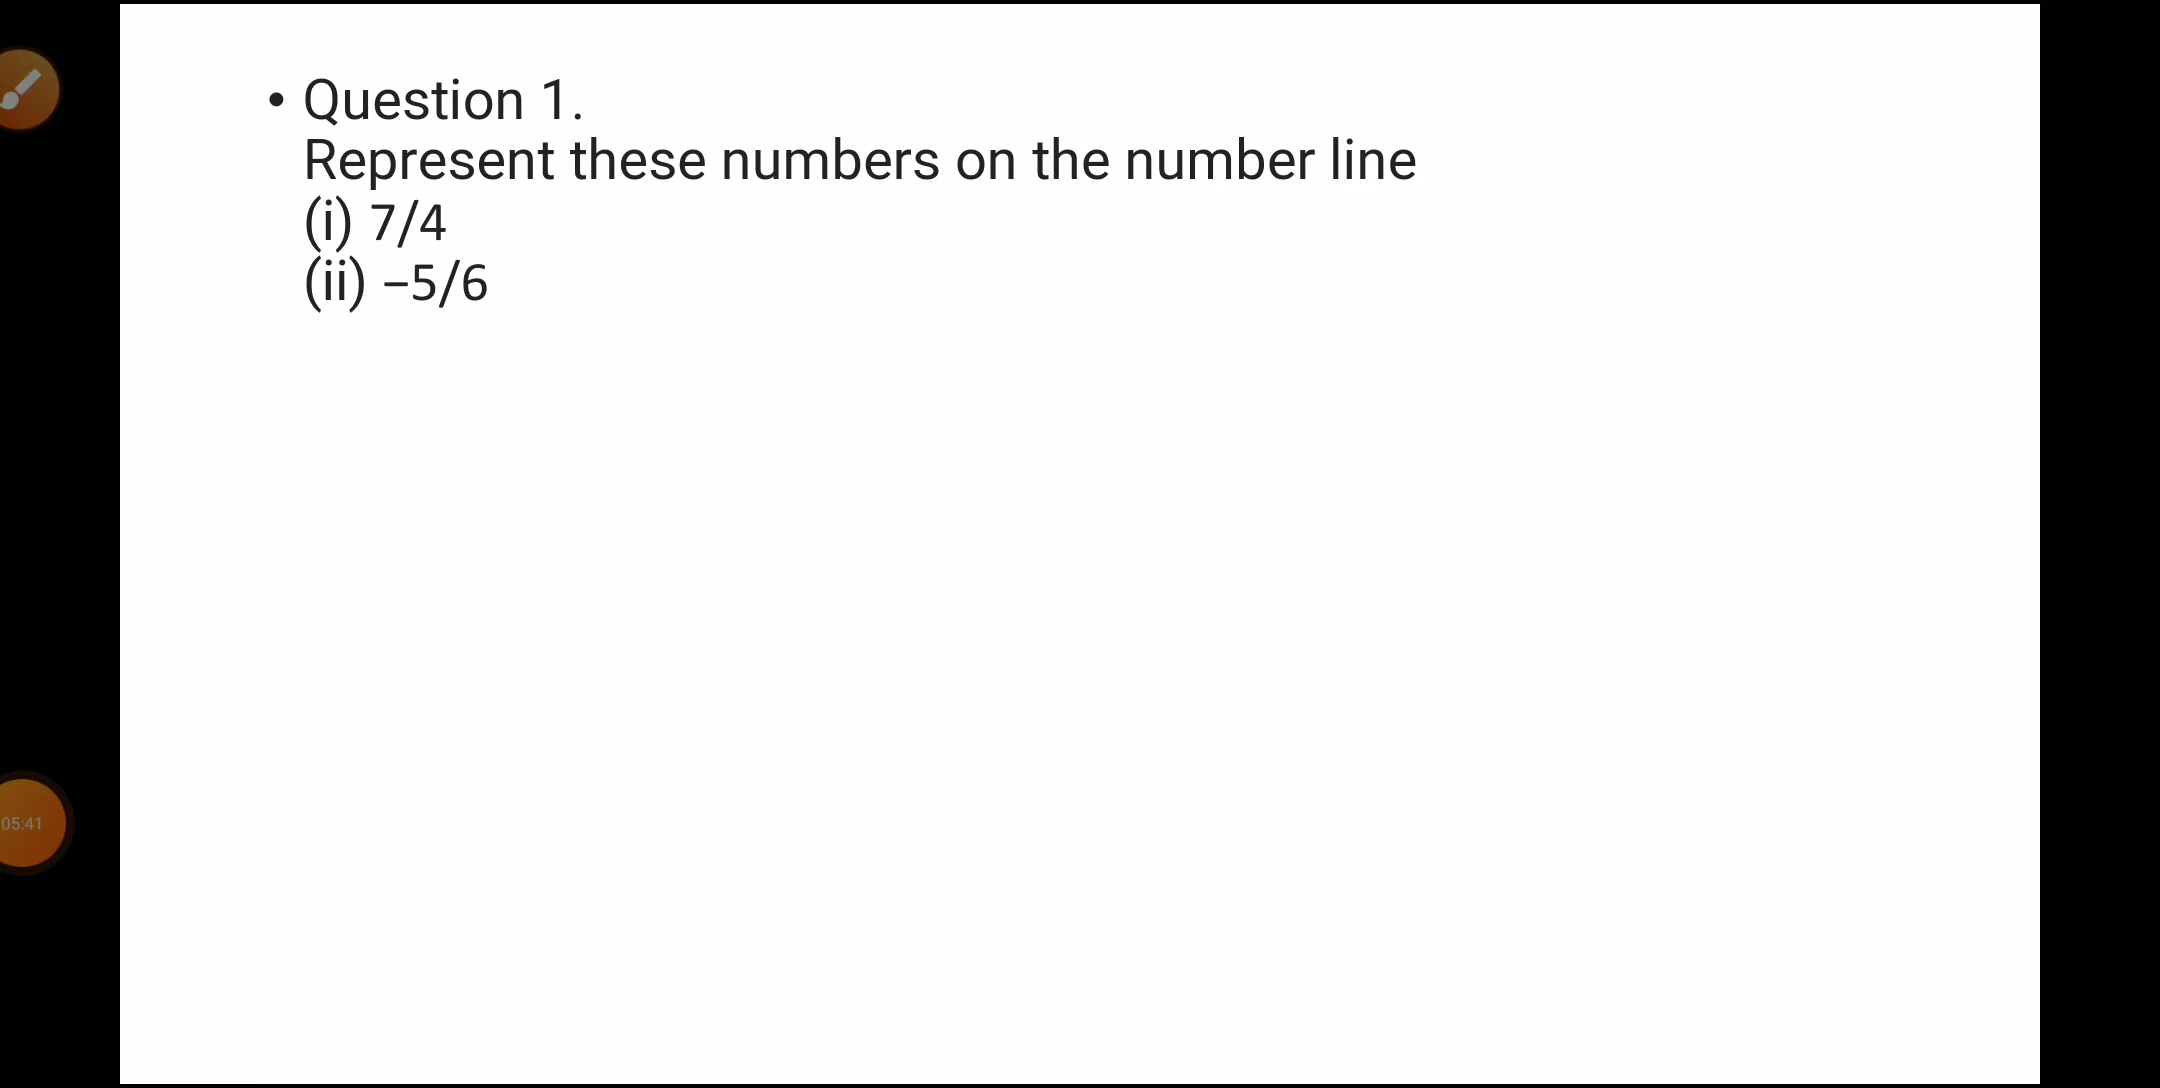 • Question 1.
Represent these numbers on the number line
(i) 7/4
(ii) –5/6
05:41